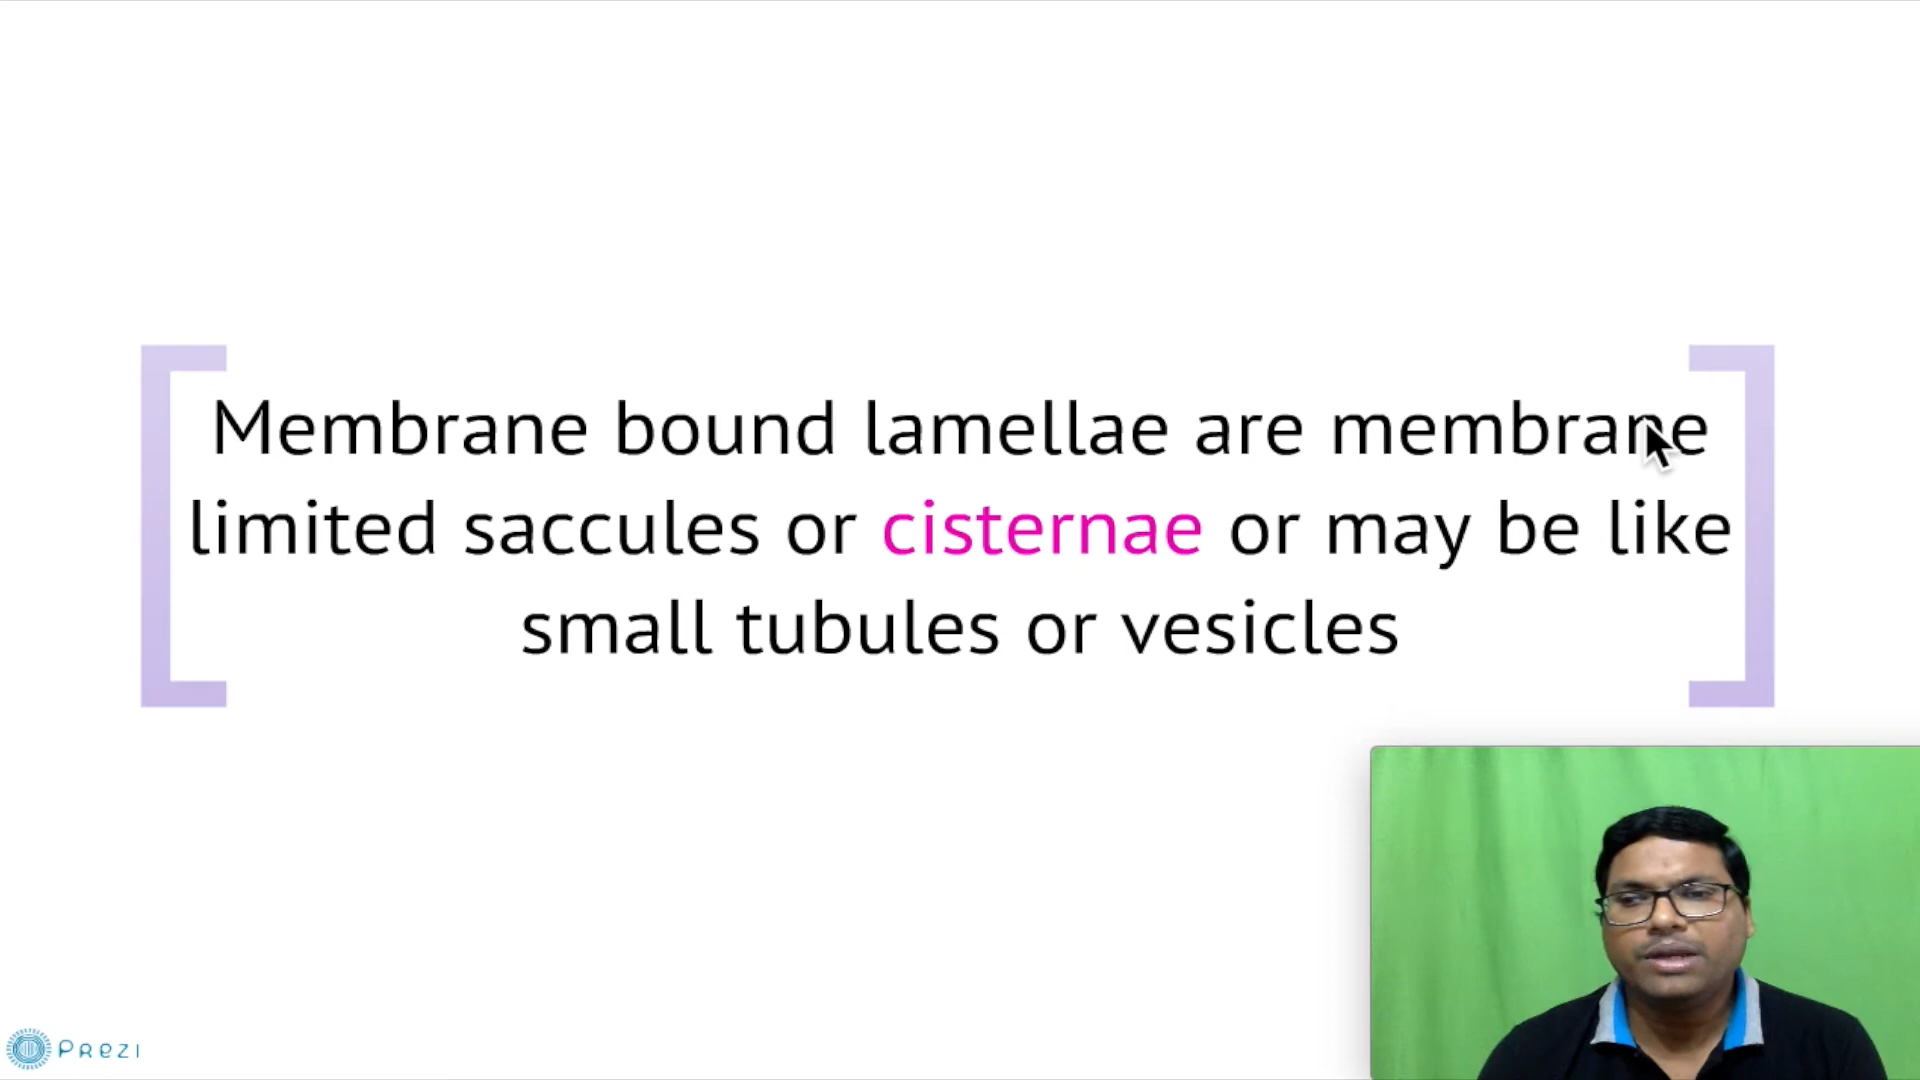 Membrane bound lamellae are membrane
limited saccules or cisternae or may be like
small tubules or vesicles
Prezi